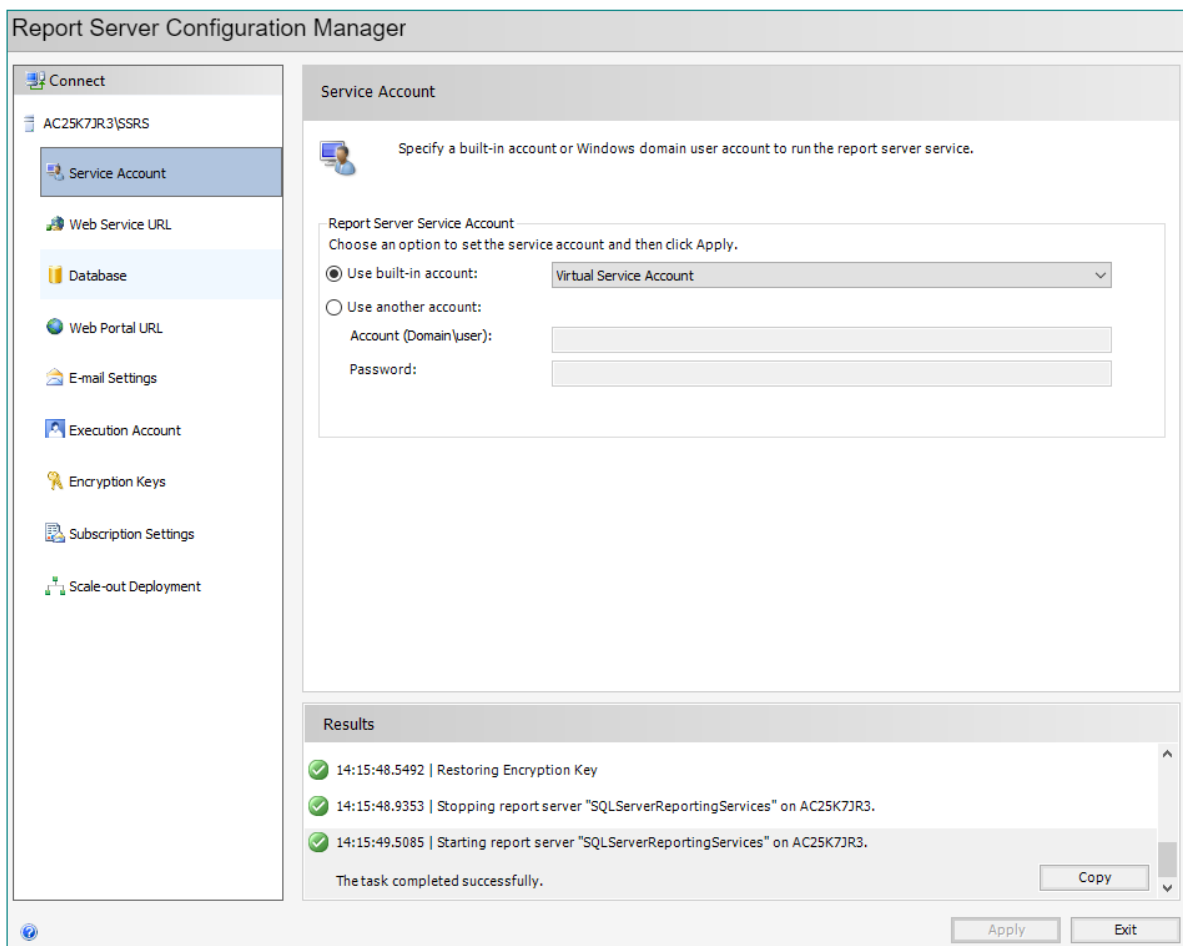 Report Server Configuration Manager
Connect
AC25K7JR3\SSRS
Service Account
Web Service URL
Database
Web Portal URL
E-mail Settings
Execution Account
Encryption Keys
Subscription Settings
Scale-out Deployment
Service Account
Specify a built-in account or Windows domain user account to run the report server service.
Report Server Service Account
Choose an option to set the service account and then click Apply.
Use built-in account:
Virtual Service Account
Use another account:
Account (Domain\user):
Password:
Results
14:15:48.5492 | Restoring Encryption Key
14:15:48.9353 | Stopping report server "SQLServerReportingServices" on AC25K7JR3.
14:15:49.5085 | Starting report server "SQLServerReportingServices" on AC25K7JR3.
The task completed successfully.
Copy
?
Apply
Exit